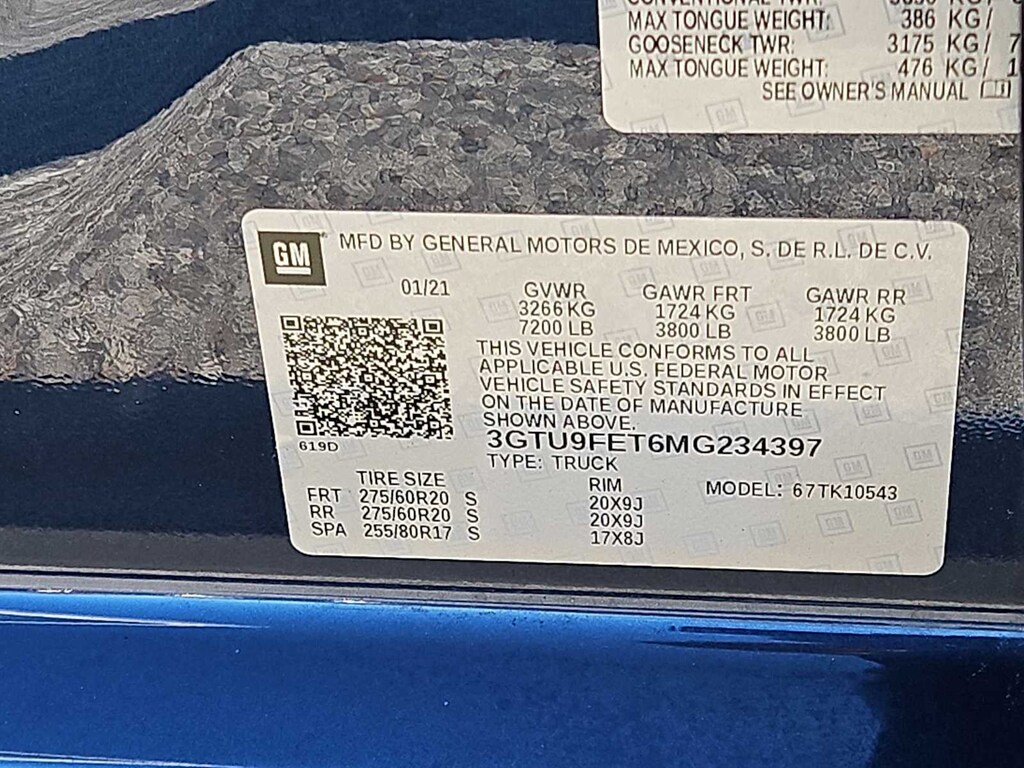 MAX TONGUE WEIGHT: 386 KG/
GOOSENECK TWR: 3175 KG/ 7
MAX TONGUE WEIGHT: 476 KG/ 1
SEE OWNER'S MANUAL
GM
MFD BY GENERAL MOTORS DE MEXICO, S. DE R.L. DE C.V.
01/21 GVWR GAWR FRT GAWR RR
3266 KG 1724 KG 1724 KG
7200 LB 3800 LB 3800 LB
THIS VEHICLE CONFORMS TO ALL
APPLICABLE U.S. FEDERAL MOTOR
VEHICLE SAFETY STANDARDS IN EFFECT
ON THE DATE OF MANUFACTURE
SHOWN ABOVE.
619D
3GTU9FET6MG234397
TYPE: TRUCK
MODEL: 67TK10543
TIRE SIZE RIM
FRT 275/60R20 S 20X9J
RR 275/60R20 S 20X9J
SPA 255/80R17 S 17X8J